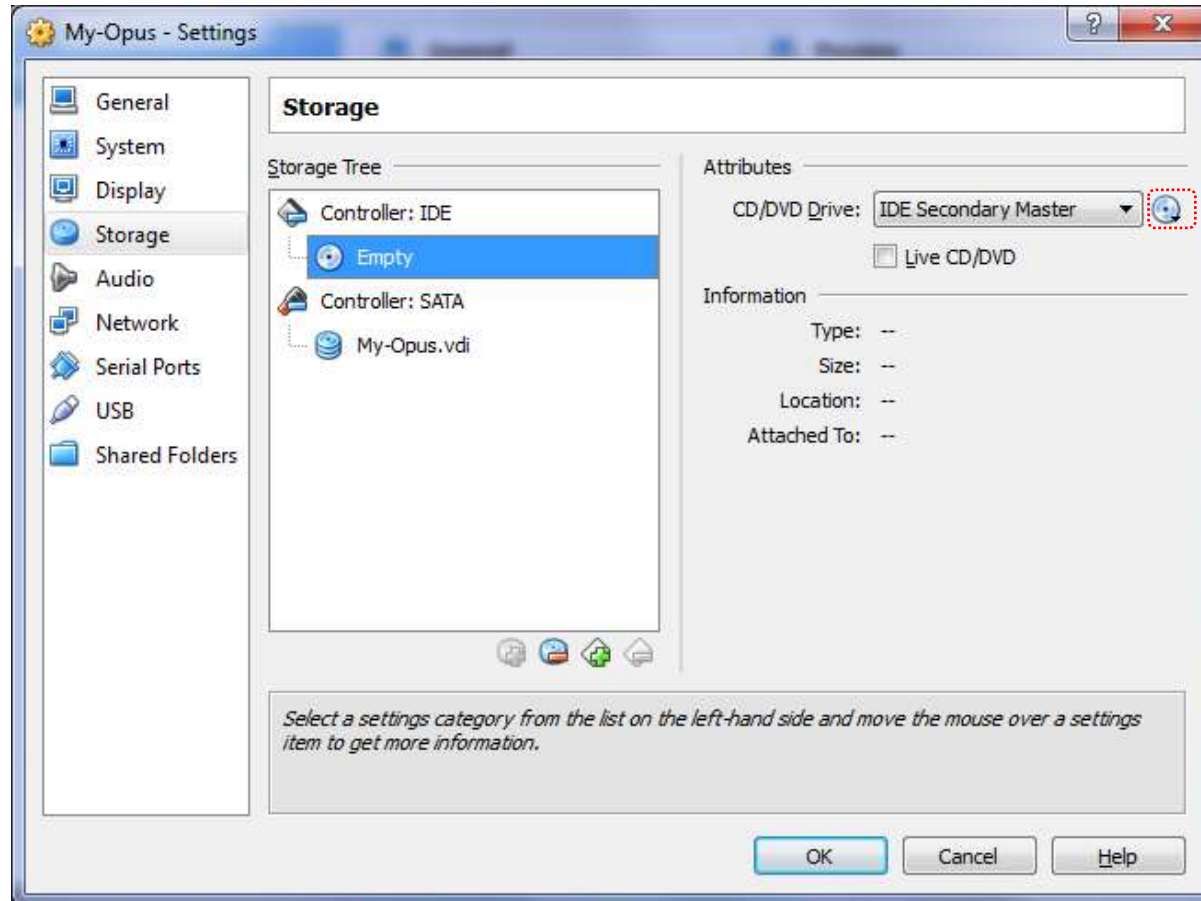 My-Opus - Settings
General
System
Display
Storage
Audio
Network
Serial Ports
USB
Shared Folders
Storage
Storage Tree
Controller: IDE
Empty
Controller: SATA
My-Opus.vdi
Attributes
CD/DVD Drive: IDE Secondary Master
Live CD/DVD
Information
Type: --
Size: --
Location: --
Attached To: --
Select a settings category from the list on the left-hand side and move the mouse over a settings
item to get more information.
OK Cancel Help